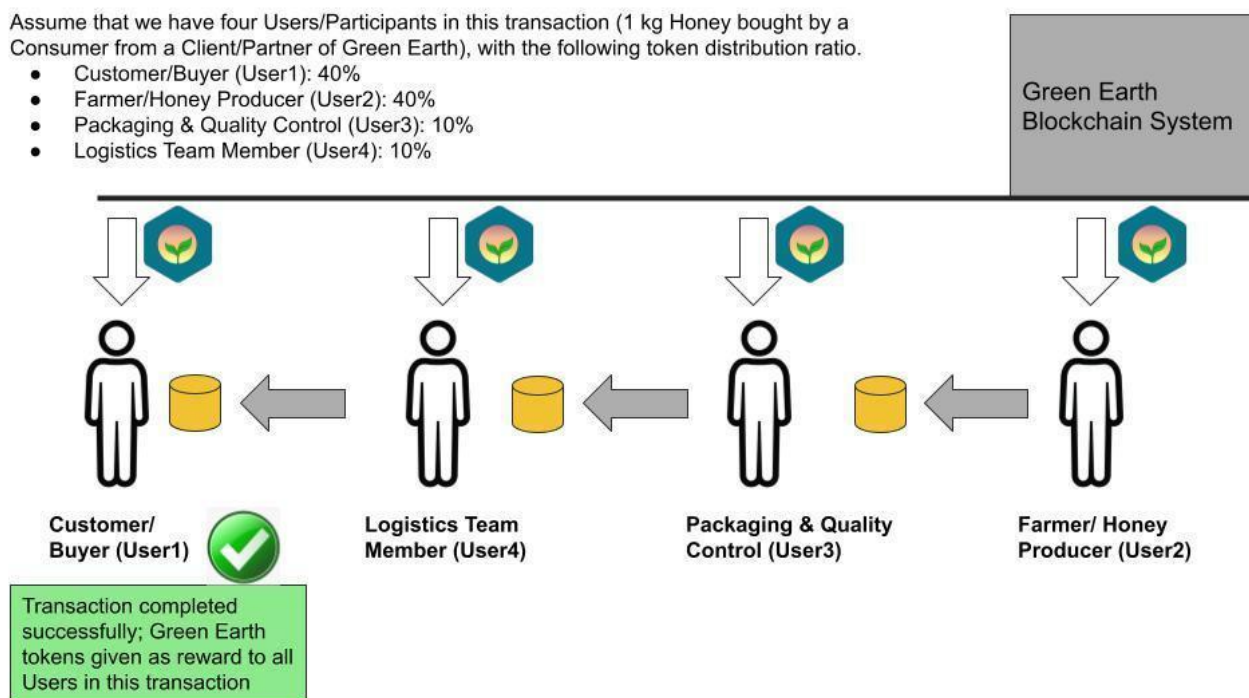 Assume that we have four Users/Participants in this transaction (1 kg Honey bought by a
Consumer from a Client/Partner of Green Earth), with the following token distribution ratio.
● Customer/Buyer (User1): 40%
● Farmer/Honey Producer (User2): 40%
● Packaging & Quality Control (User3): 10%
● Logistics Team Member (User4): 10%
Green Earth
Blockchain System
Customer/
Buyer (User1)
Logistics Team
Member (User4)
Packaging & Quality
Control (User3)
Farmer/ Honey
Producer (User2)
Transaction completed
successfully; Green Earth
tokens given as reward to all
Users in this transaction